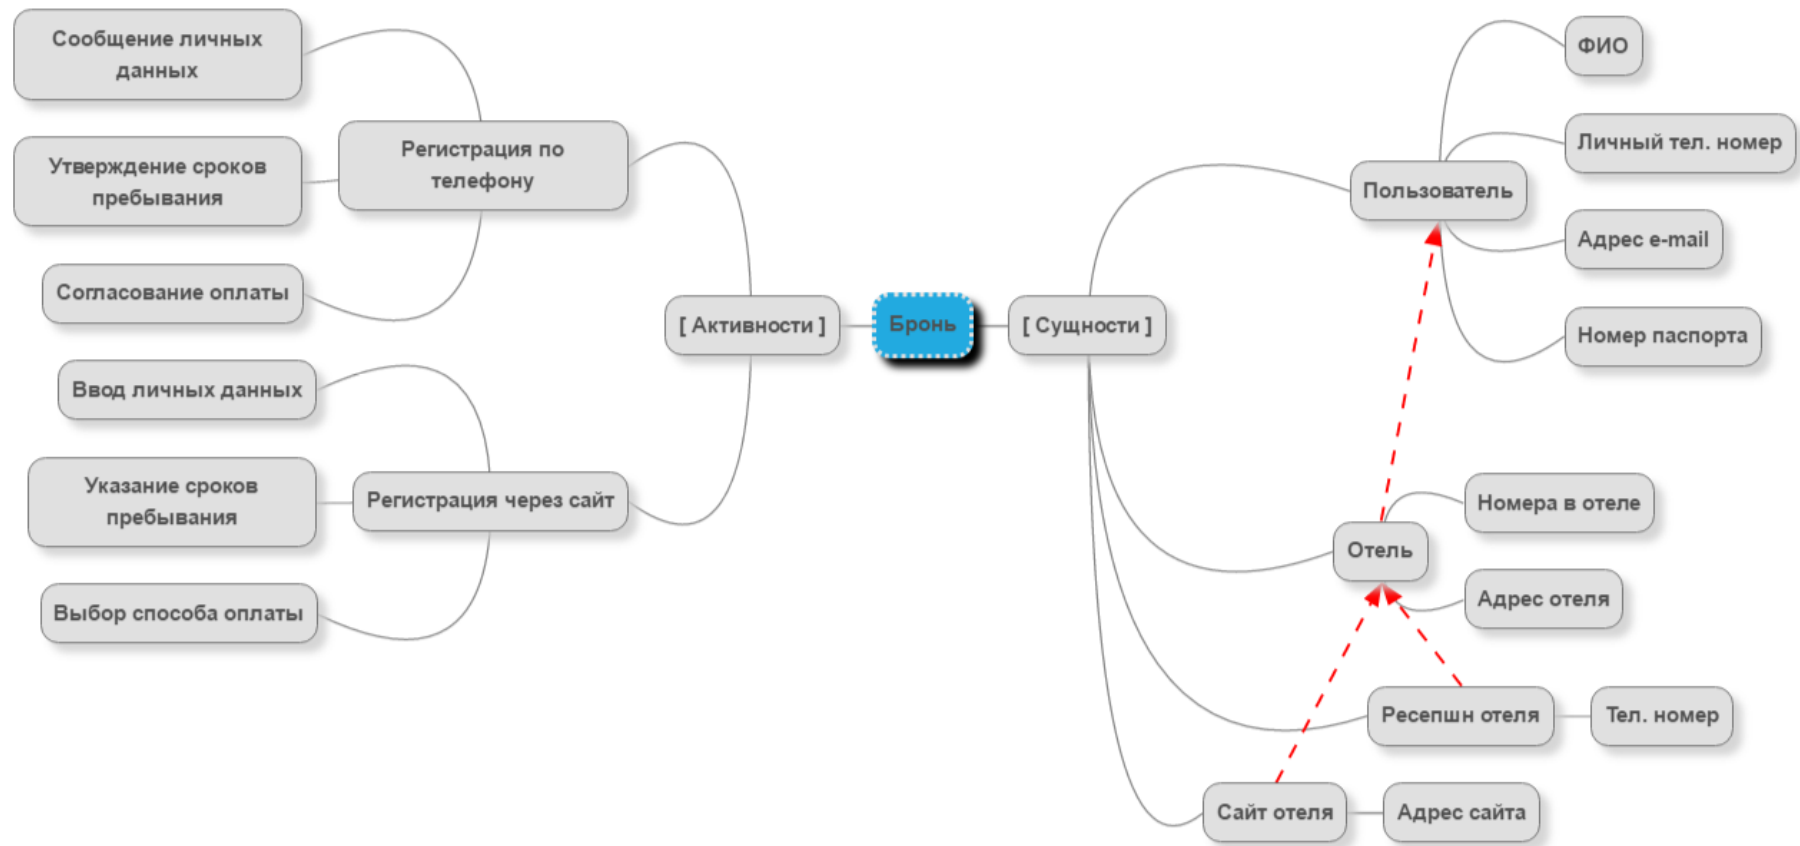 Сообщение личных
данных
Утверждение сроков
пребывания
Согласование оплаты
Регистрация по
телефону
Ввод личных данных
Указание сроков
пребывания
Выбор способа оплаты
Регистрация через сайт
[ Активности ]
Бронь
[ Сущности ]
Пользователь
ФИО
Личный тел. номер
Адрес e-mail
Номер паспорта
Отель
Номера в отеле
Адрес отеля
Ресепшн отеля
Тел. номер
Сайт отеля
Адрес сайта